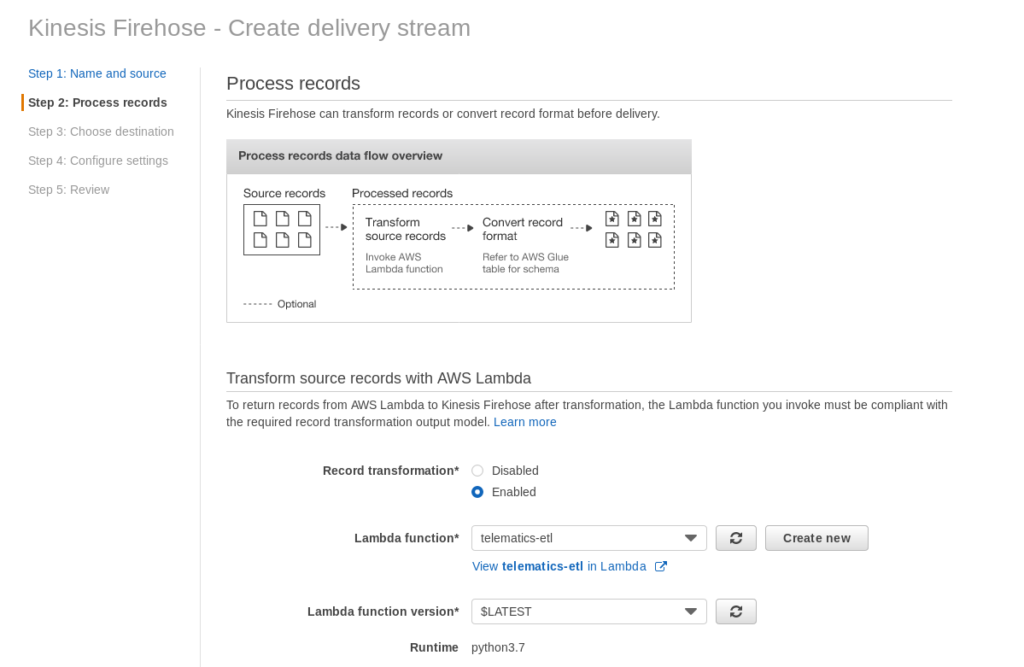 Kinesis Firehose - Create delivery stream
Step 1: Name and source
Step 2: Process records
Step 3: Choose destination
Step 4: Configure settings
Step 5: Review
Process records
Kinesis Firehose can transform records or convert record format before delivery.
Process records data flow overview
Source records
Processed records
Transform
source records
Invoke AWS
Lambda function
Convert record
format
Refer to AWS Glue
table for schema
Optional
Transform source records with AWS Lambda
To return records from AWS Lambda to Kinesis Firehose after transformation, the Lambda function you invoke must be compliant with
the required record transformation output model. Learn more
Record transformation* Disabled
Enabled
Lambda function* telematics-etl Create new
View telematics-etl in Lambda
Lambda function version* $LATEST
Runtime python3.7